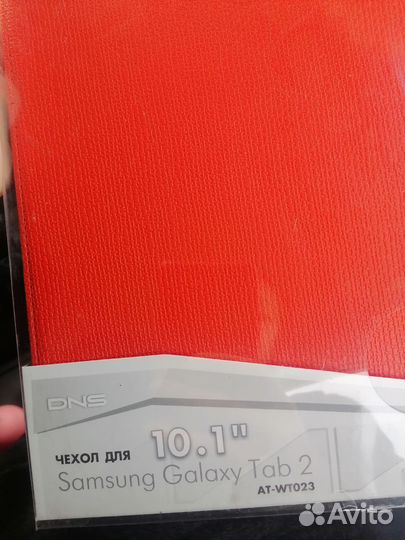 DNS
ЧЕХОЛ ДЛЯ 10.1"
Samsung Galaxy Tab 2
AT-WT023
Avito